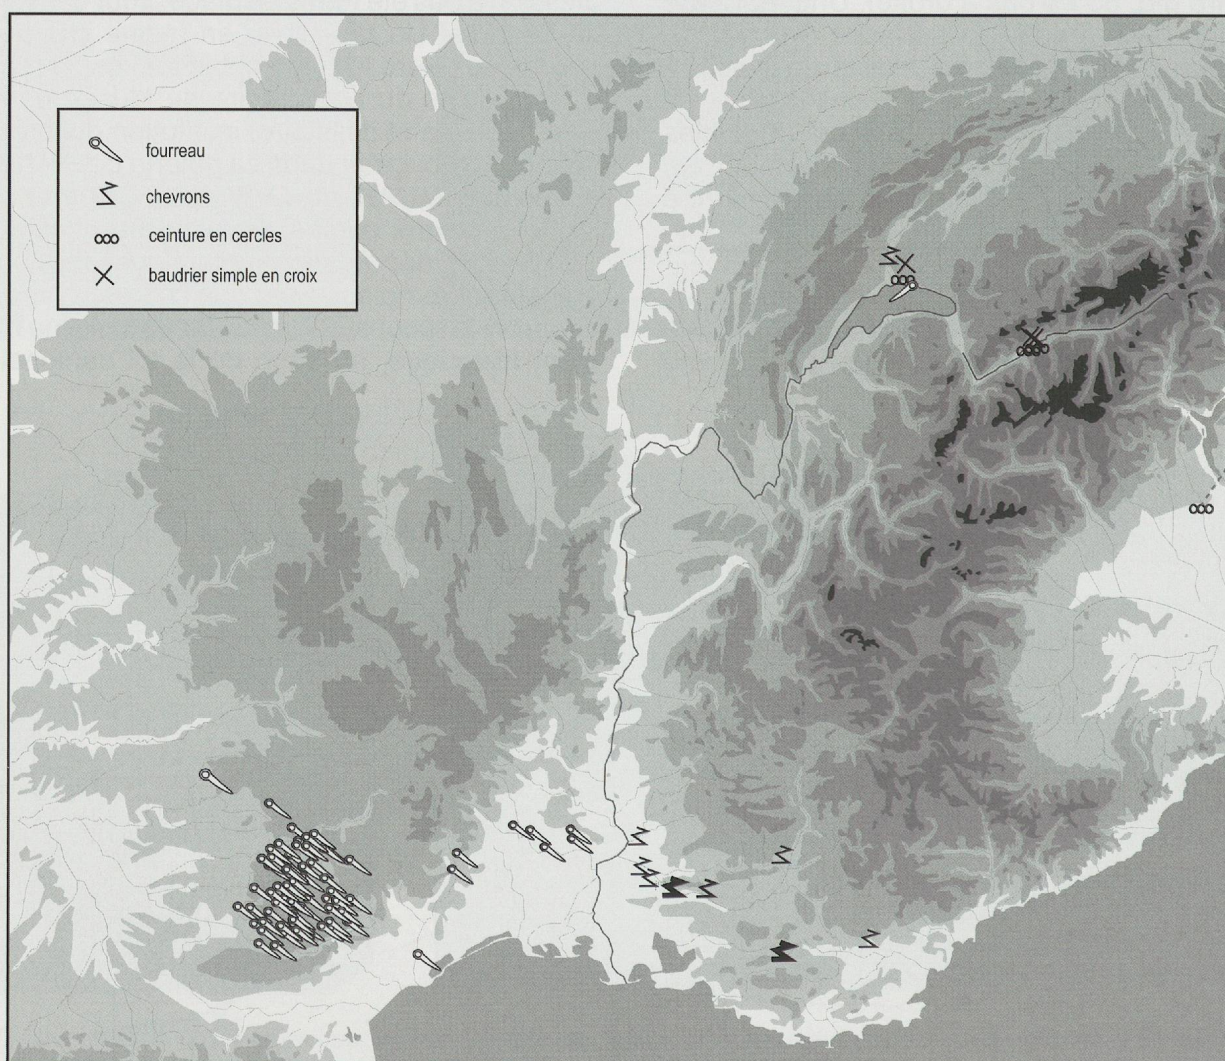 fourreau
chevrons
ceinture en cercles
baudrier simple en croix